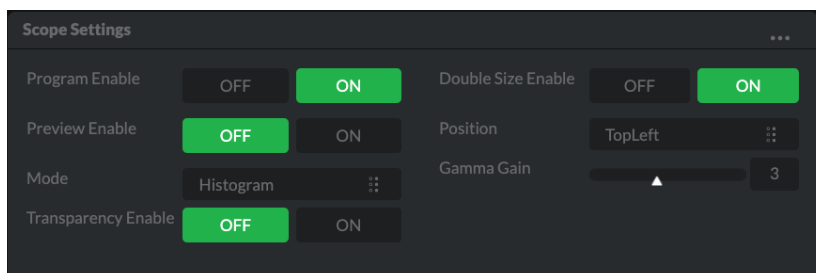 Scope Settings
...
Program Enable OFF ON
Preview Enable OFF ON
Mode Histogram
Transparency Enable OFF ON
Double Size Enable OFF ON
Position TopLeft
Gamma Gain 3